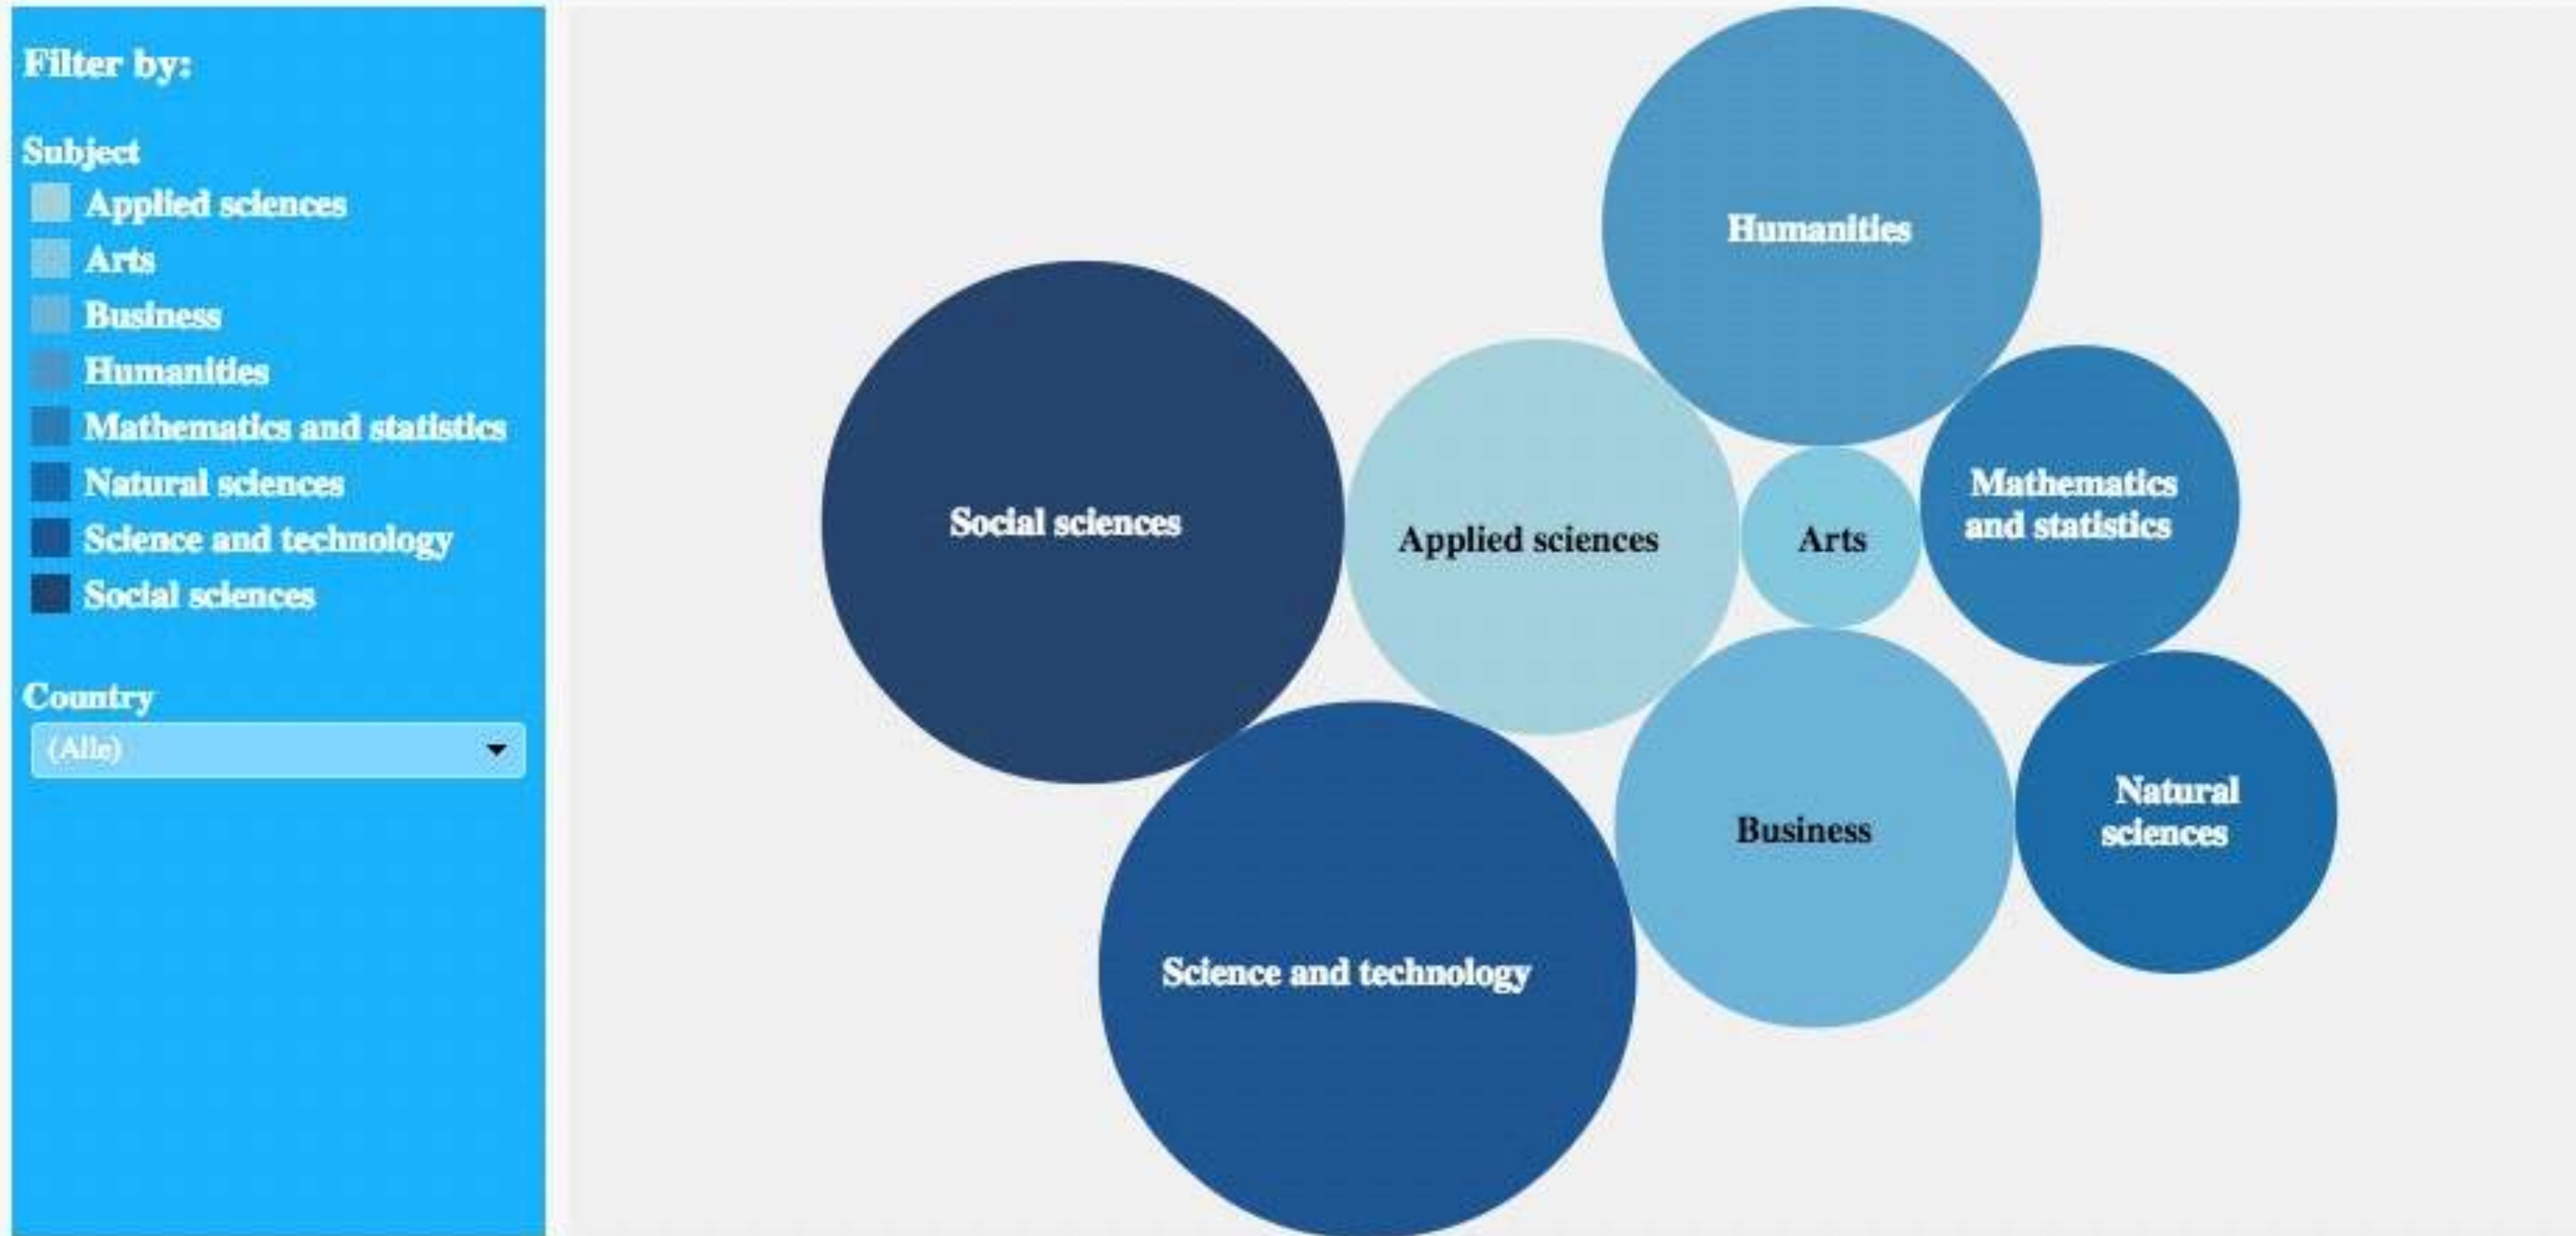 Filter by:
Subject
Applied sciences
Arts
Business
Humanities
Mathematics and statistics
Natural sciences
Science and technology
Social sciences
Country
(Alle)
Humanities
Social sciences
Applied sciences
Arts
Mathematics
and statistics
Business
Natural
sciences
Science and technology